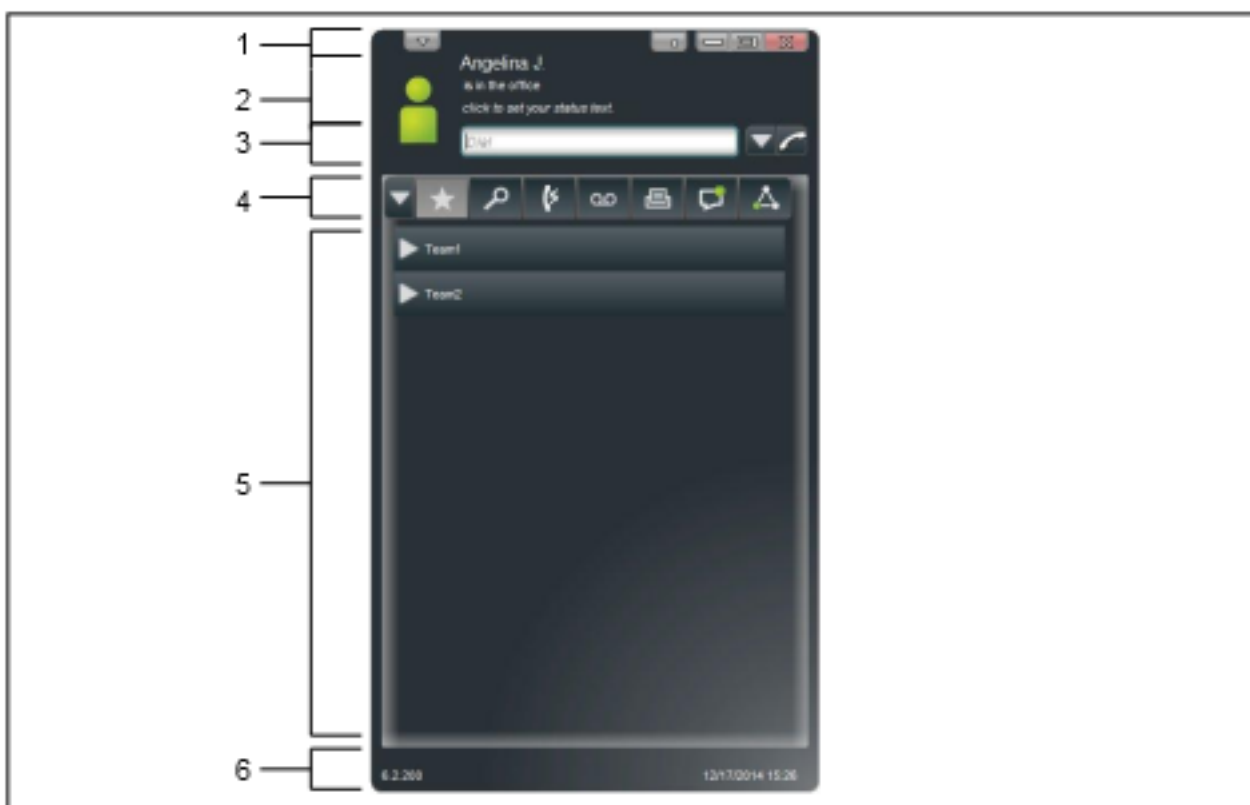 1
2
3
4
5
6
Angelina J.
is in the office
click to set your status text.
Team1
Team2
6.2.200
12/17/2014 15:26